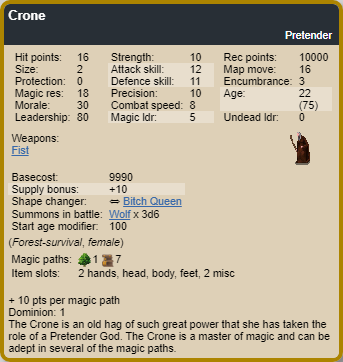 Crone
Pretender
Hit points: 16 Strength: 10 Rec points: 10000
Size: 2 Attack skill: 12 Map move: 16
Protection: 0 Defence skill: 11 Encumbrance: 3
Magic res: 18 Precision: 10 Age: 22
Morale: 30 Combat speed: 8 (75)
Leadership: 80 Magic ldr: 5 Undead ldr: 0
Weapons:
Fist
Basecost: 9990
Supply bonus: +10
Shape changer: ⇔ Bitch Queen
Summons in battle: Wolf x 3d6
Start age modifier: 100
(Forest-survival, female)
Magic paths: 1 7
Item slots: 2 hands, head, body, feet, 2 misc
+ 10 pts per magic path
Dominion: 1
The Crone is an old hag of such great power that she has taken the
role of a Pretender God. The Crone is a master of magic and can be
adept in several of the magic paths.